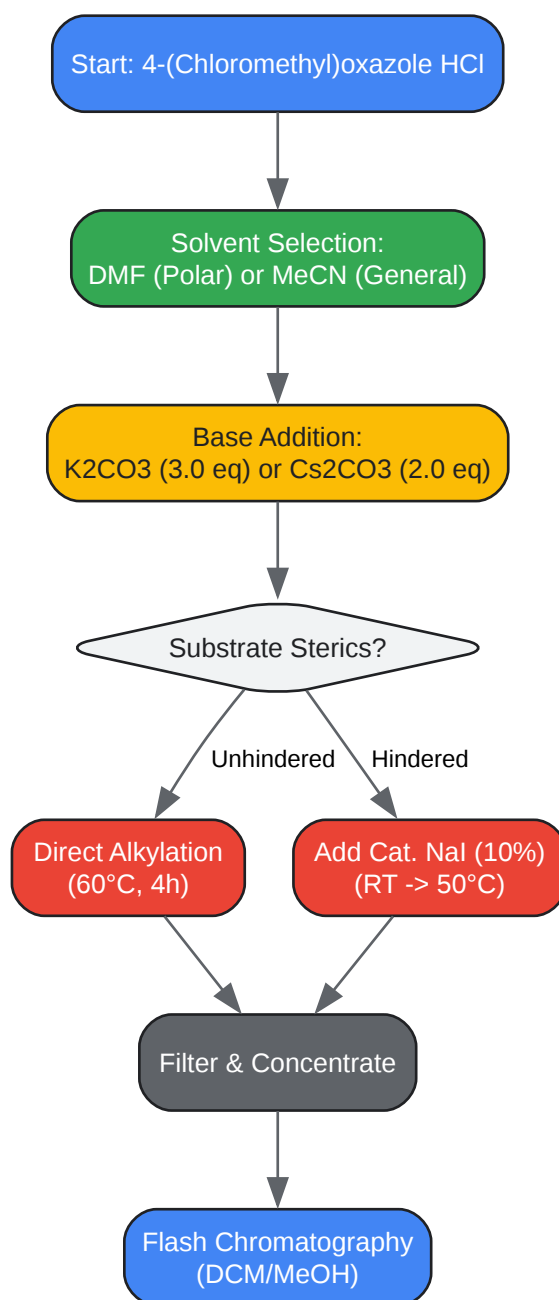 Start: 4-(Chloromethyl)oxazole HCl
Solvent Selection:
DMF (Polar) or MeCN (General)
Base Addition:
K2CO3 (3.0 eq) or Cs2CO3 (2.0 eq)
Substrate Sterics?
Unhindered
Hindered
Direct Alkylation
(60°C, 4h)
Add Cat. NaI (10%)
(RT -> 50°C)
Filter & Concentrate
Flash Chromatography
(DCM/MeOH)